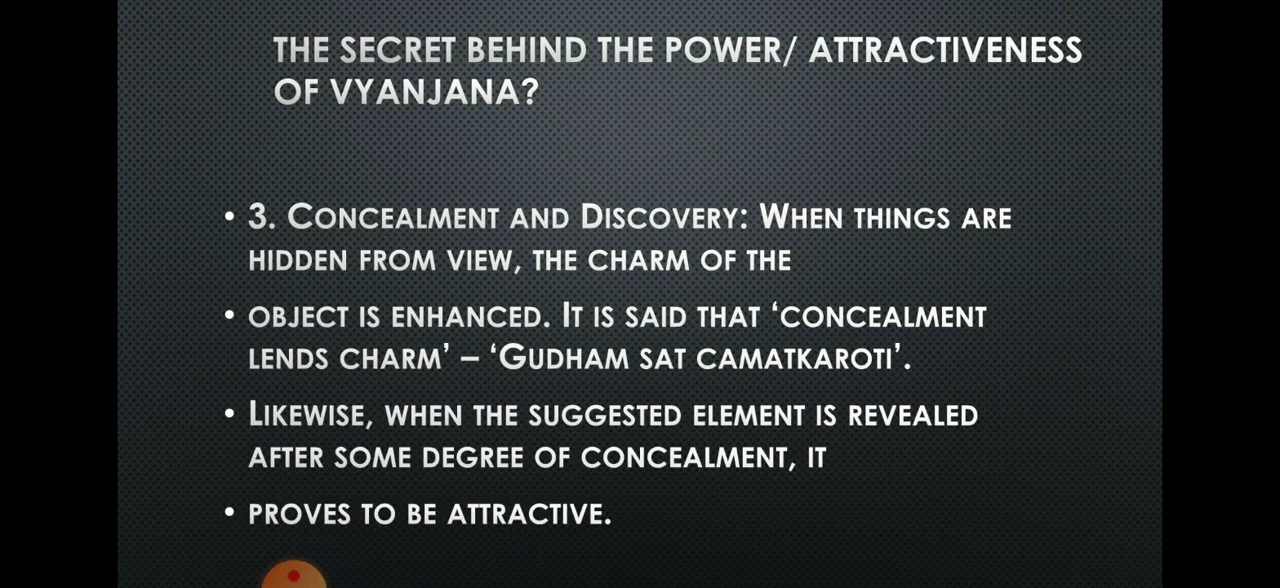 THE SECRET BEHIND THE POWER/ ATTRACTIVENESS
OF VYANJANA?
• 3. CONCEALMENT AND DISCOVERY: WHEN THINGS ARE
HIDDEN FROM VIEW, THE CHARM OF THE
• OBJECT IS ENHANCED. IT IS SAID THAT ‘CONCEALMENT
LENDS CHARM’ – ‘GUDHAM SAT CAMATKAROTI’.
• LIKEWISE, WHEN THE SUGGESTED ELEMENT IS REVEALED
AFTER SOME DEGREE OF CONCEALMENT, IT
• PROVES TO BE ATTRACTIVE.